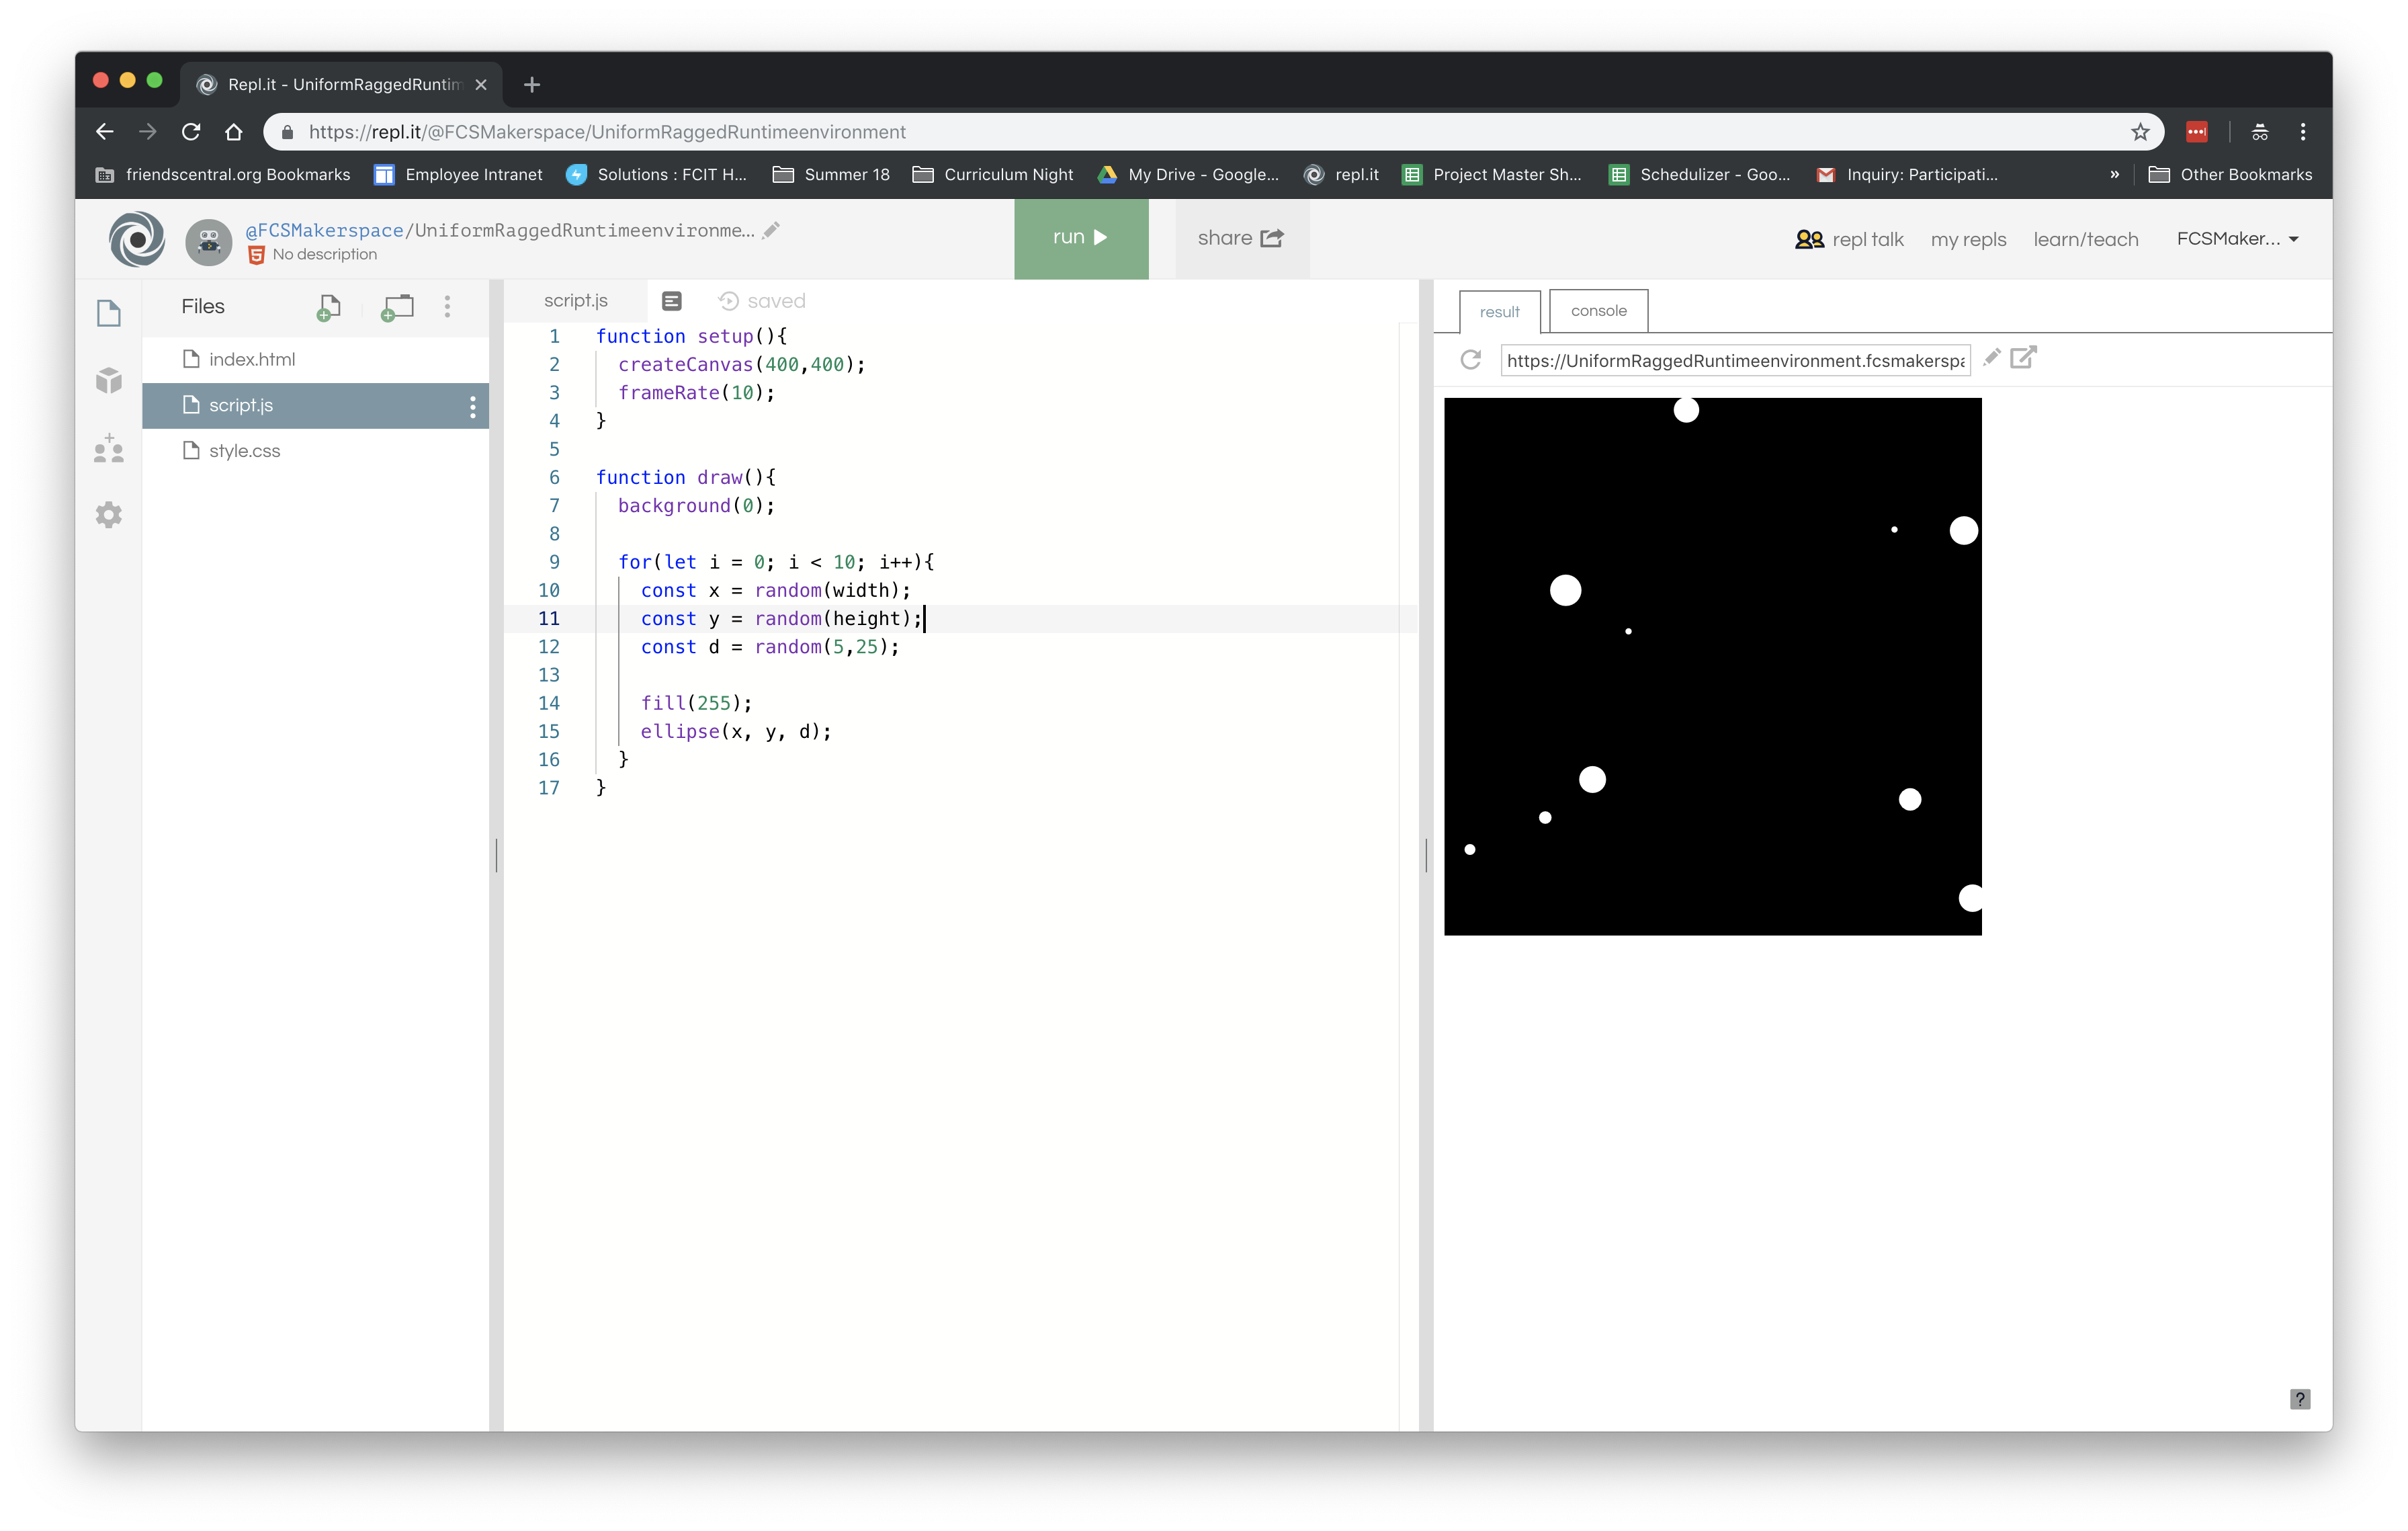 Repl.it - UniformRaggedRuntim
https://repl.it/@FCSMakerspace/UniformRaggedRuntimeenvironment
friendscentral.org Bookmarks Employee Intranet Solutions : FCIT H... Summer 18 Curriculum Night My Drive - Google... repl.it Project Master Sh... Schedulizer - Goo... Inquiry: Participati... » Other Bookmarks
@FCSMakerspace/UniformRaggedRuntimeenvironme...
No description
run
share
repl talk my repls learn/teach FCSMaker...
Files
index.html
script.js
style.css
script.js saved
1 function setup(){
2 createCanvas(400,400);
3 frameRate(10);
4 }
5
6 function draw(){
7 background(0);
8
9 for(let i = 0; i < 10; i++){
10 const x = random(width);
11 const y = random(height);
12 const d = random(5,25);
13
14 fill(255);
15 ellipse(x, y, d);
16 }
17 }
result console
https://UniformRaggedRuntimeenvironment.fcsmakerspa
?